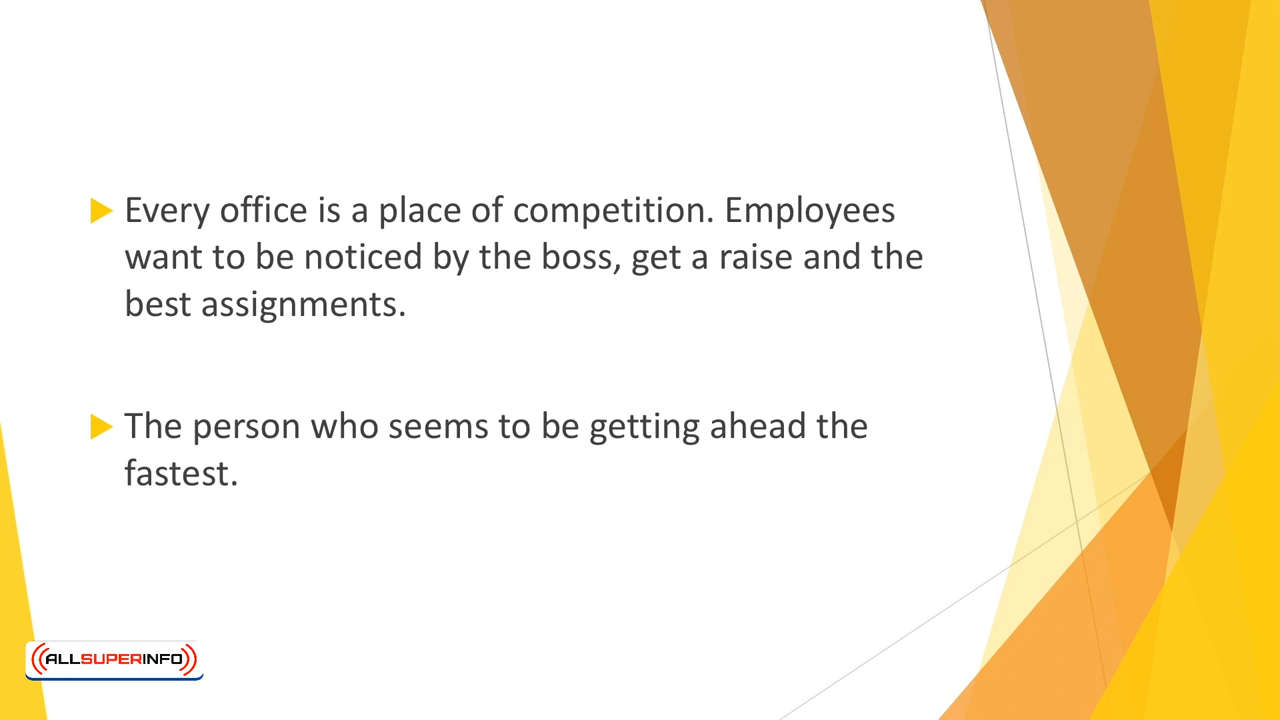 Every office is a place of competition. Employees
want to be noticed by the boss, get a raise and the
best assignments.
The person who seems to be getting ahead the
fastest.
ALLSUPERINFO